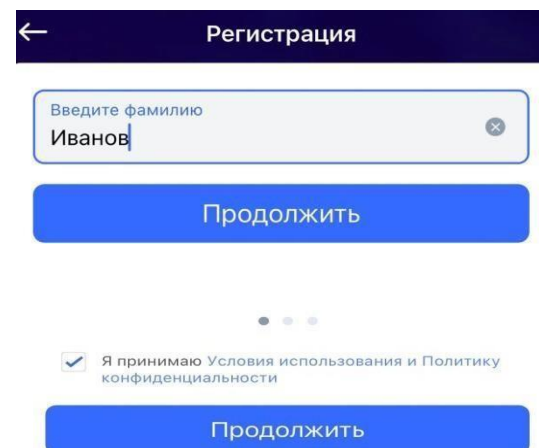 Регистрация
Введите фамилию
Иванов
Продолжить
Я принимаю Условия использования и Политику
конфиденциальности
Продолжить